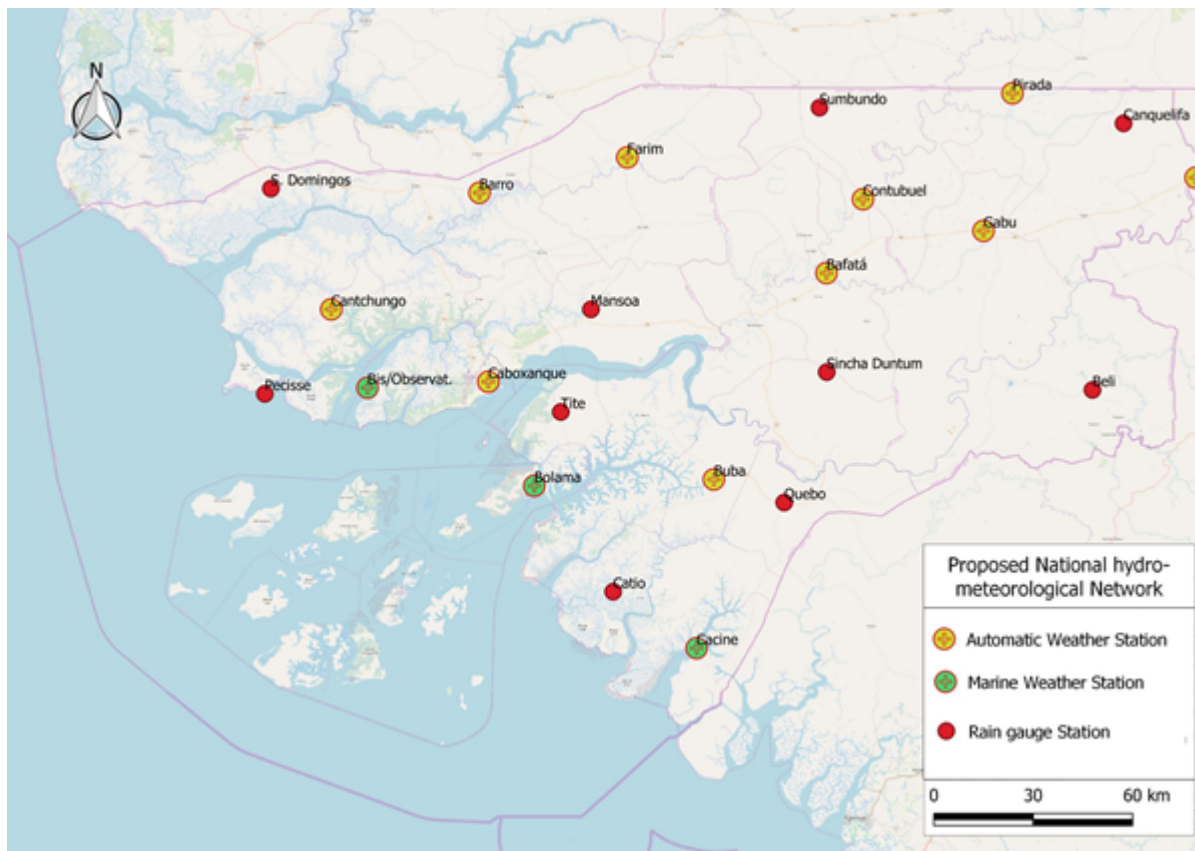 N
Pirada
Sumbundo
Canquelifa
Farim
S. Domingos
Barro
Contubuel
Gabu
Bafatá
Cantchungo
Mansoa
Sincha Duntum
Bis/Observat.
Caboxanque
Pecisse
Beli
Tite
Bolama
Buba
Quebo
Catio
Cacine
Proposed National hydro-
meteorological Network
Automatic Weather Station
Marine Weather Station
Rain gauge Station
0 30 60 km